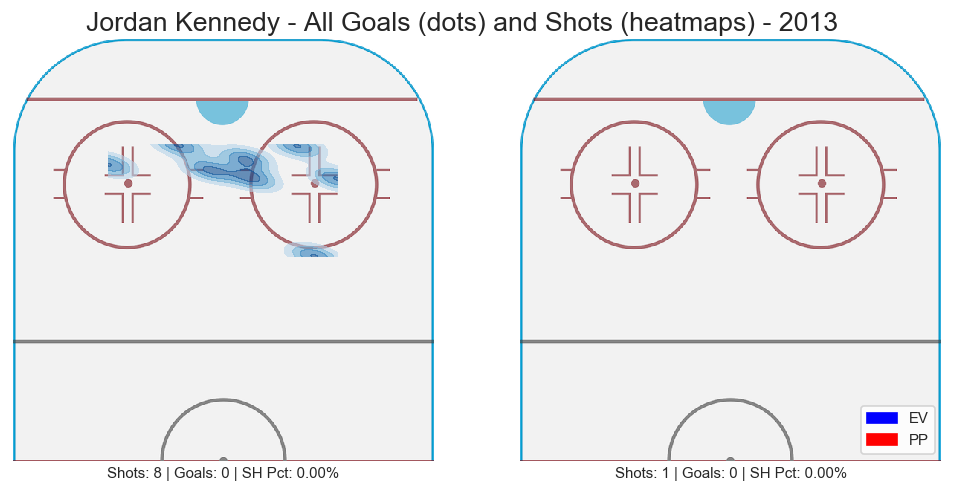 Jordan Kennedy - All Goals (dots) and Shots (heatmaps) - 2013
EV
PP
Shots: 8 | Goals: 0 | SH Pct: 0.00%
Shots: 1 | Goals: 0 | SH Pct: 0.00%